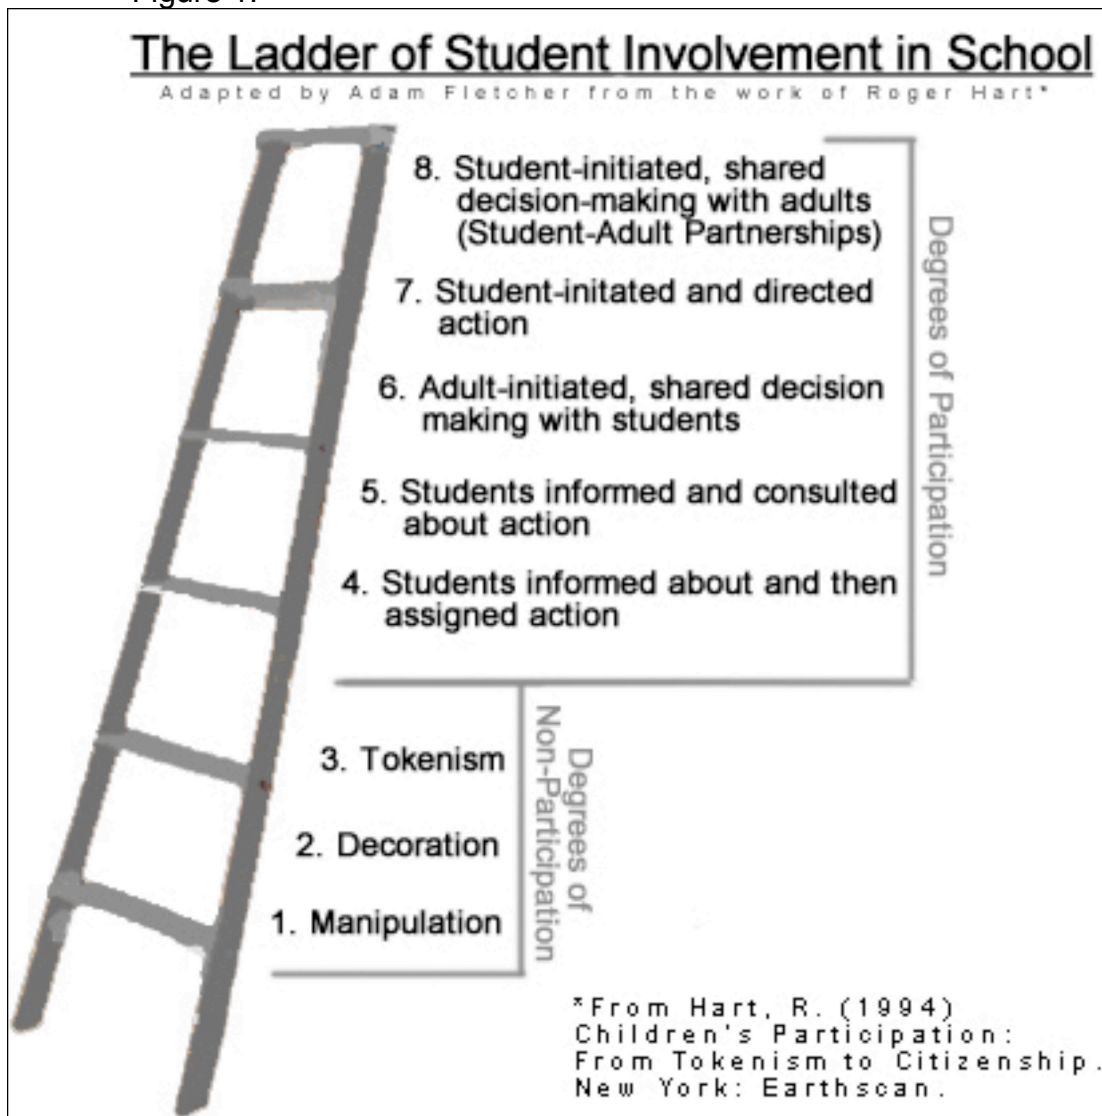 The Ladder of Student Involvement in School
Adapted by Adam Fletcher from the work of Roger Hart*
8. Student-initiated, shared
decision-making with adults
(Student-Adult Partnerships)
7. Student-initated and directed
action
6. Adult-initiated, shared decision
making with students
5. Students informed and consulted
about action
4. Students informed about and then
assigned action
Degrees of Participation
3. Tokenism
2. Decoration
1. Manipulation
Degrees of
Non-Participation
*From Hart, R. (1994)
Children's Participation:
From Tokenism to Citizenship.
New York: Earthscan.